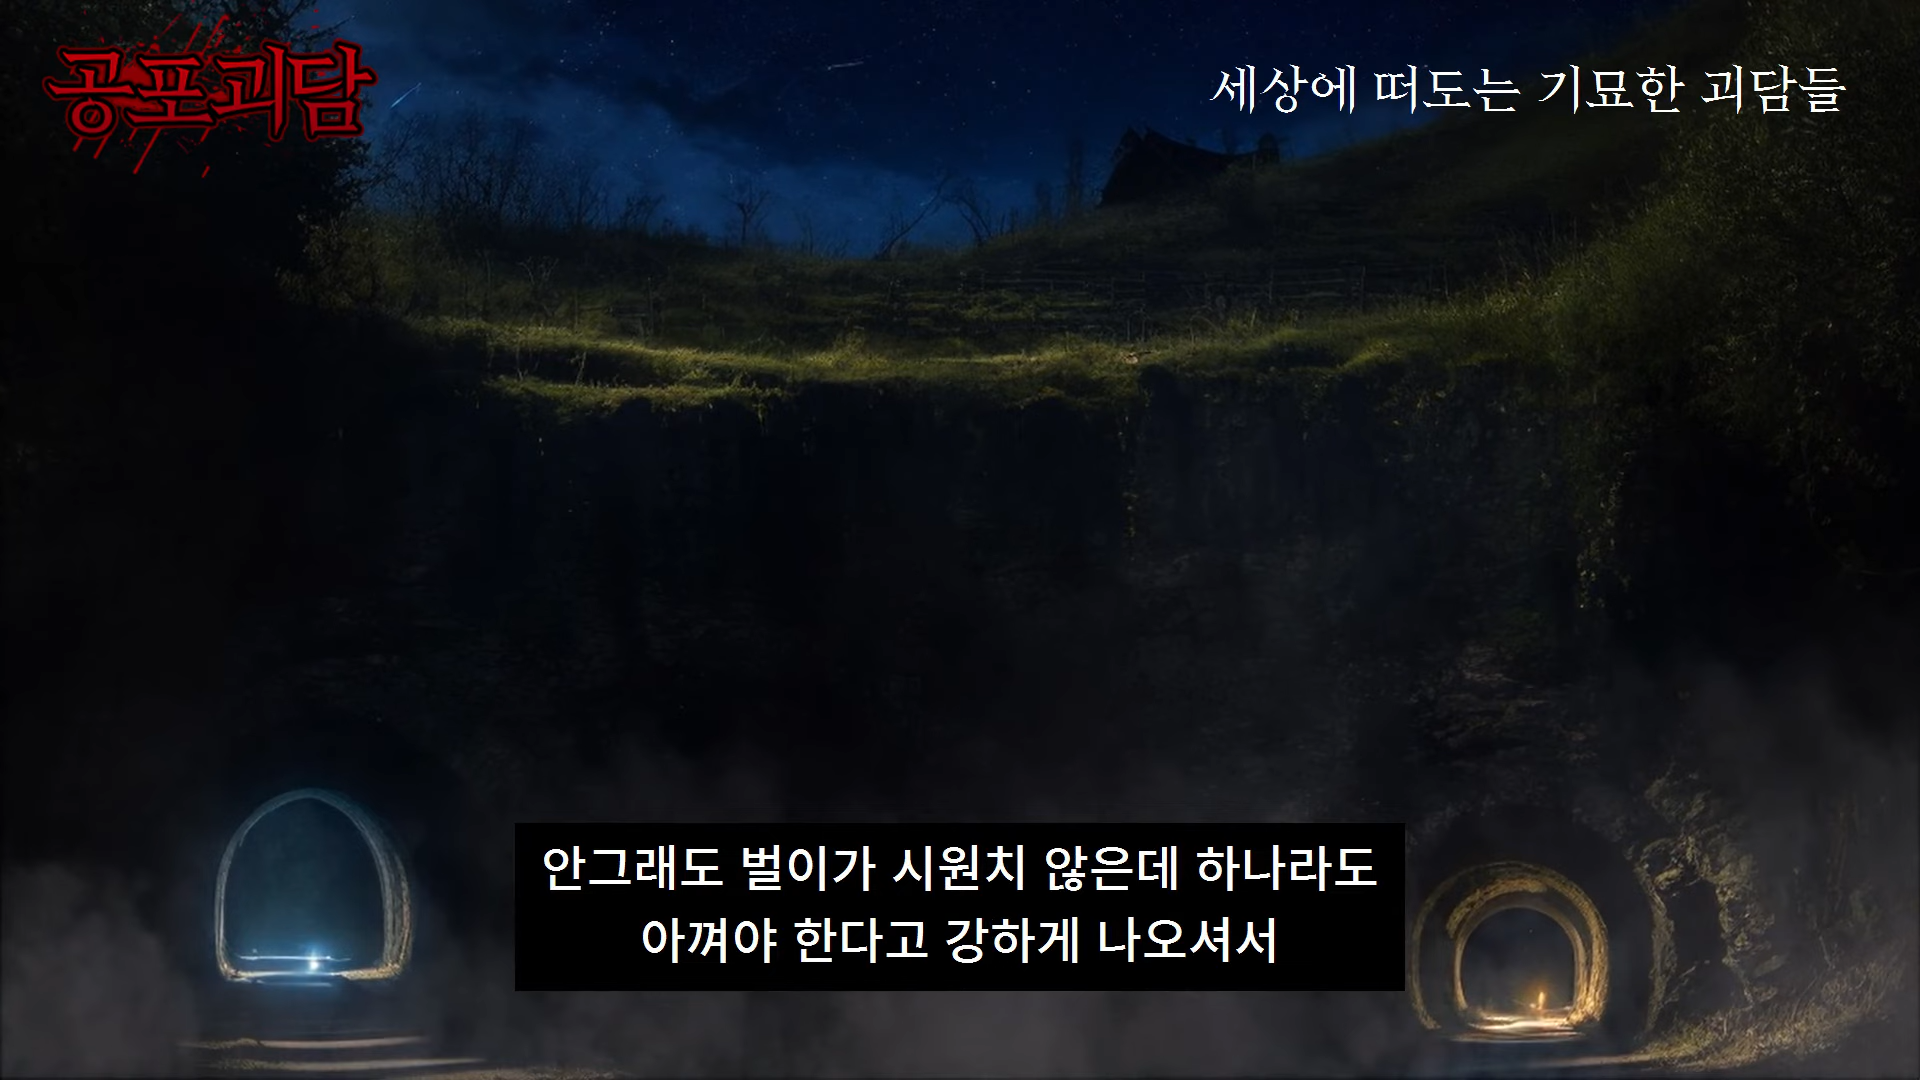 공포괴담
세상에 떠도는 기묘한 괴담들
안그래도 벌이가 시원치 않은데 하나라도
아껴야 한다고 강하게 나오셔서